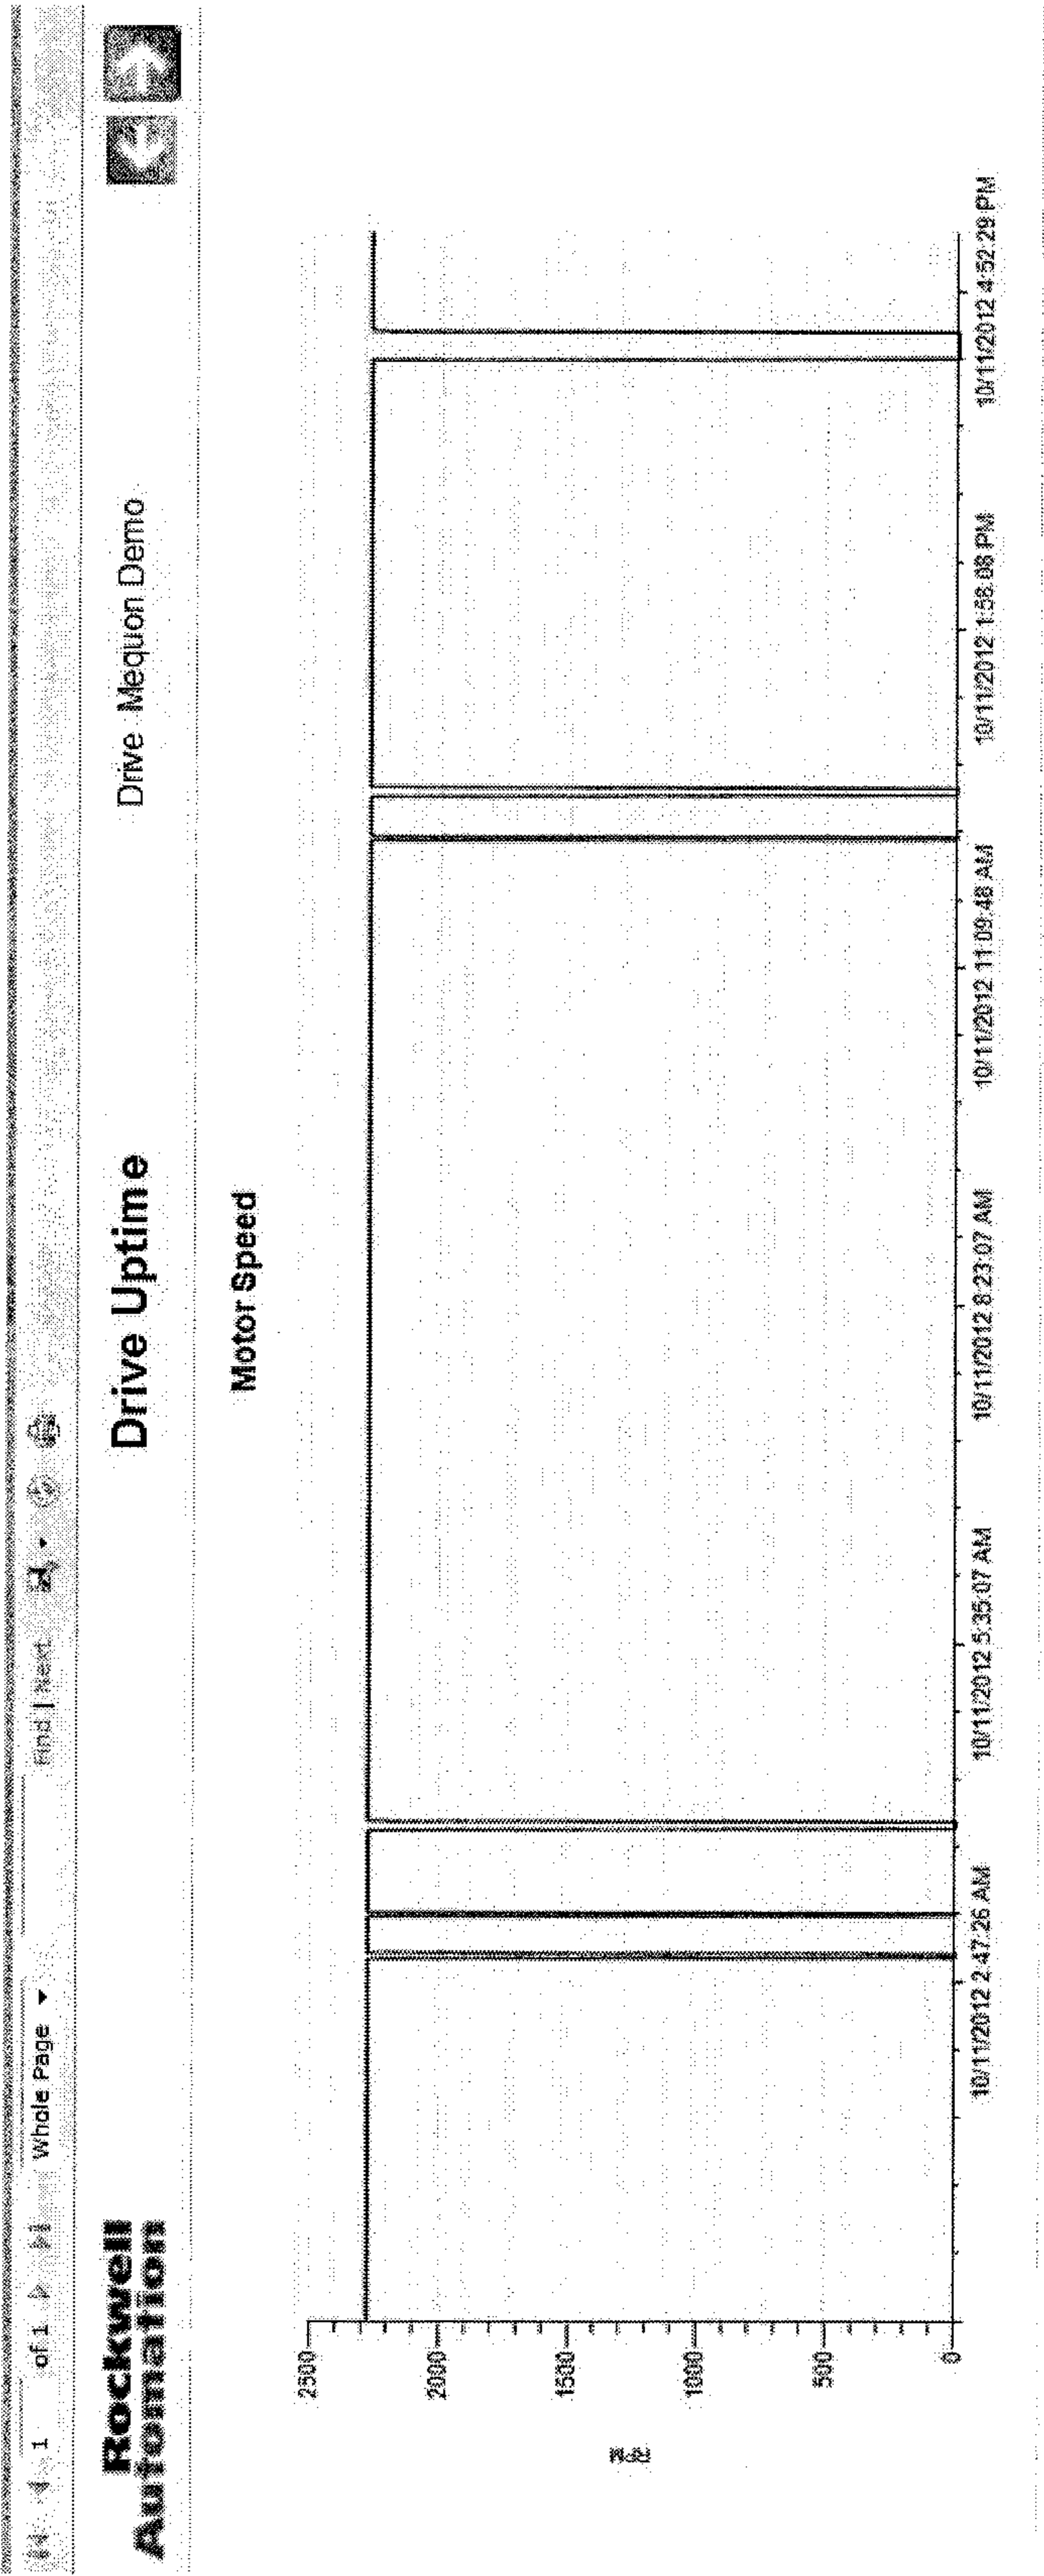 1 of 1 Whole Page Find | Next
Rockwell
Automation
Drive Uptime
Drive Mequon Demo
Motor Speed
2500
2000
1500
1000
500
0
RPM
10/11/2012 2:47:26 AM
10/11/2012 5:35:07 AM
10/11/2012 8:23:07 AM
10/11/2012 11:09:48 AM
10/11/2012 1:58:08 PM
10/11/2012 4:52:29 PM